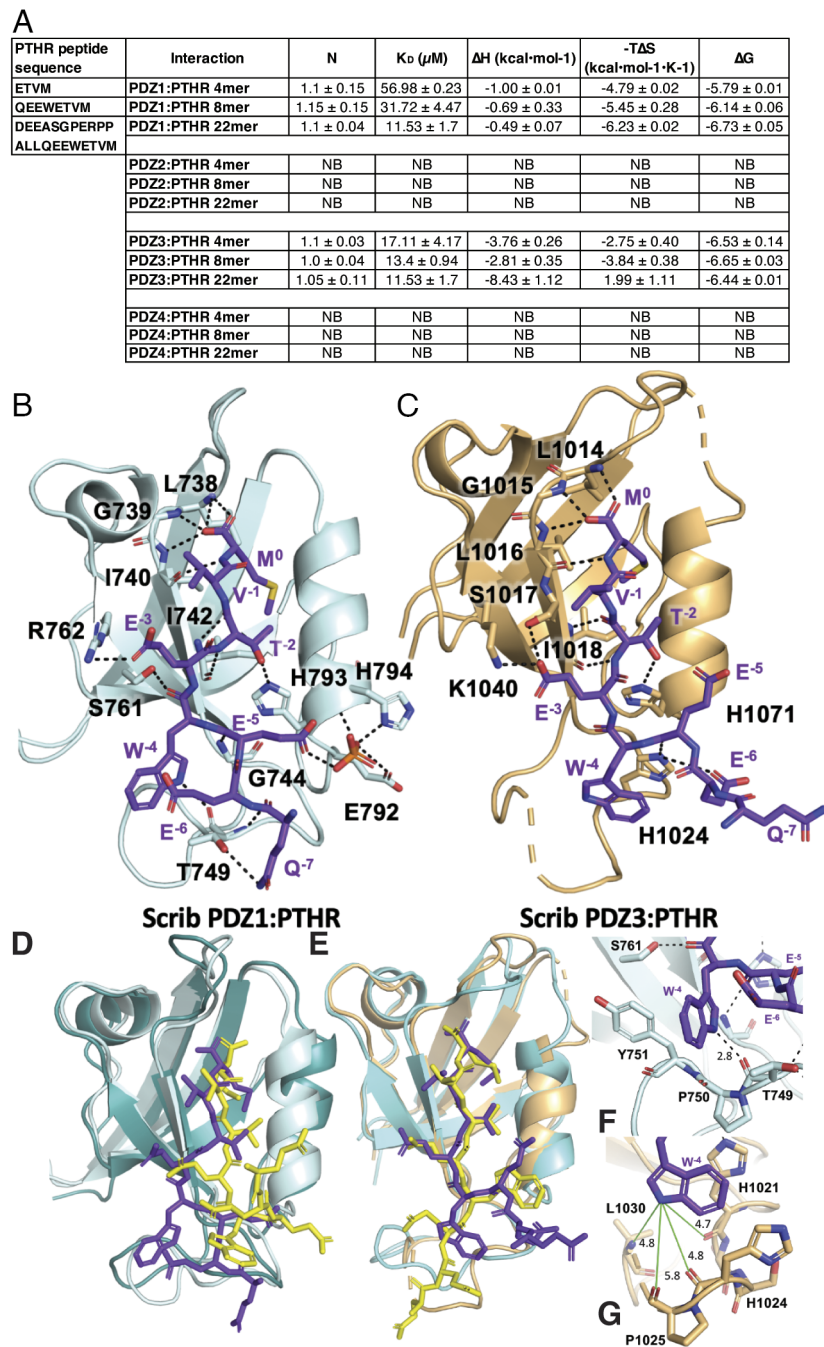 A
PTHR peptide sequence Interaction N KD (µM) ΔH (kcal•mol-1) -TΔS (kcal•mol-1•K-1) ΔG
ETVM PDZ1:PTHR 4mer 1.1 ± 0.15 56.98 ± 0.23 -1.00 ± 0.01 -4.79 ± 0.02 -5.79 ± 0.01
QEEWETVM PDZ1:PTHR 8mer 1.15 ± 0.15 31.72 ± 4.47 -0.69 ± 0.33 -5.45 ± 0.28 -6.14 ± 0.06
DEEASGPERPP PDZ1:PTHR 22mer 1.1 ± 0.04 11.53 ± 1.7 -0.49 ± 0.07 -6.23 ± 0.02 -6.73 ± 0.05
ALLQEEWETVM
PDZ2:PTHR 4mer NB NB NB NB NB
PDZ2:PTHR 8mer NB NB NB NB NB
PDZ2:PTHR 22mer NB NB NB NB NB
PDZ3:PTHR 4mer 1.1 ± 0.03 17.11 ± 4.17 -3.76 ± 0.26 -2.75 ± 0.40 -6.53 ± 0.14
PDZ3:PTHR 8mer 1.0 ± 0.04 13.4 ± 0.94 -2.81 ± 0.35 -3.84 ± 0.38 -6.65 ± 0.03
PDZ3:PTHR 22mer 1.05 ± 0.11 11.53 ± 1.7 -8.43 ± 1.12 1.99 ± 1.11 -6.44 ± 0.01
PDZ4:PTHR 4mer NB NB NB NB NB
PDZ4:PTHR 8mer NB NB NB NB NB
PDZ4:PTHR 22mer NB NB NB NB NB
B
L738
G739
M0
I740
V-1
E-3
I742
R762
T-2
H793
H794
S761
E-5
W-4
G744
E792
E-6
T749
Q-7
Scrib PDZ1:PTHR
C
L1014
G1015
M0
L1016
V-1
S1017
T-2
I1018
K1040
E-5
E-3
H1071
W-4
E-6
H1024
Q-7
Scrib PDZ3:PTHR
D
E
S761
E-5
W-4
E-6
2.8
Y751
P750
T749
F
W-4
H1021
L1030
4.7
4.8
4.8
5.8
H1024
G
P1025